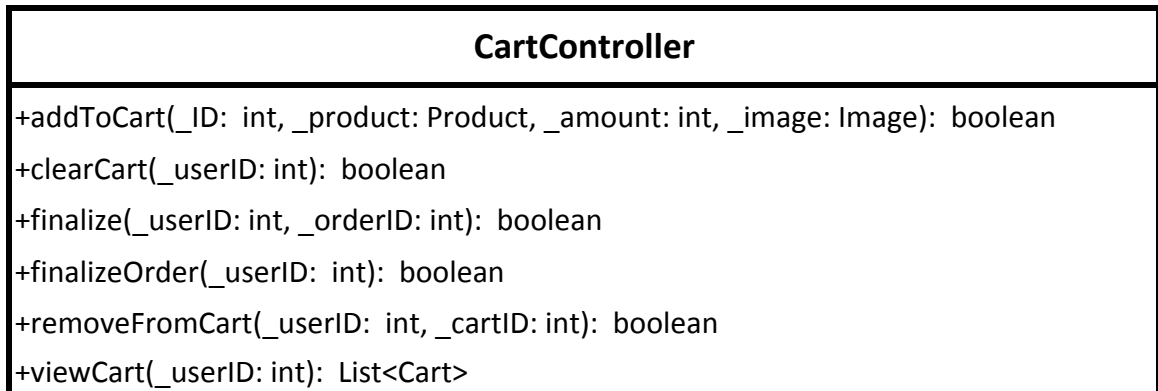 CartController
+addToCart(_ID:  int, _product: Product, _amount: int, _image: Image):  boolean
+clearCart(_userID: int):  boolean
+finalize(_userID: int, _orderID: int):  boolean
+finalizeOrder(_userID:  int):  boolean
+removeFromCart(_userID:  int, _cartID: int):  boolean
+viewCart(_userID: int):  List<Cart>